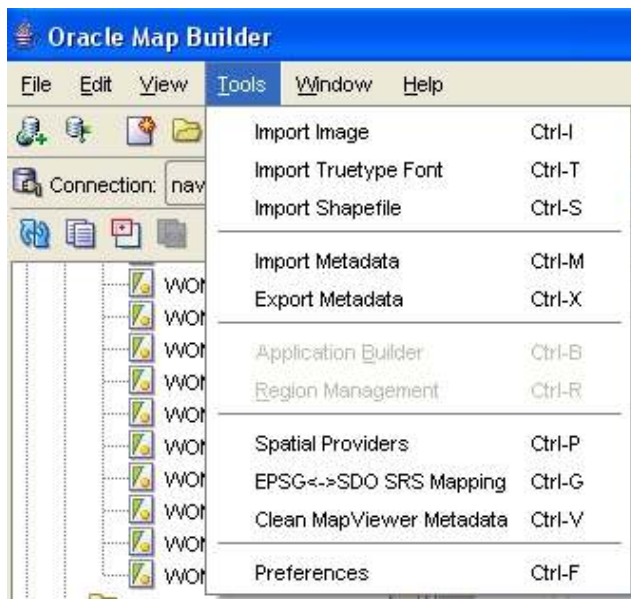 Oracle Map Builder
File Edit View Tools Window Help
Import Image Ctrl-I
Import Truetype Font Ctrl-T
Connection: nav
Import Shapefile Ctrl-S
Import Metadata Ctrl-M
Export Metadata Ctrl-X
Application Builder Ctrl-B
Region Management Ctrl-R
Spatial Providers Ctrl-P
EPSG<->SDO SRS Mapping Ctrl-G
Clean MapViewer Metadata Ctrl-V
Preferences Ctrl-F